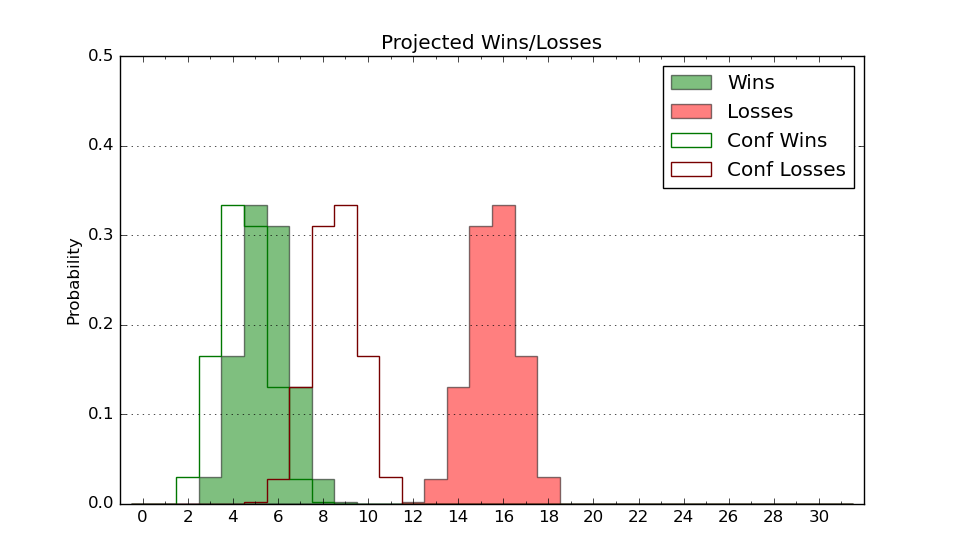 Projected Wins/Losses
0.5
0.4
0.3
0.2
0.1
0.0
Probability
Wins
Losses
Conf Wins
Conf Losses
0 2 4 6 8 10 12 14 16 18 20 22 24 26 28 30